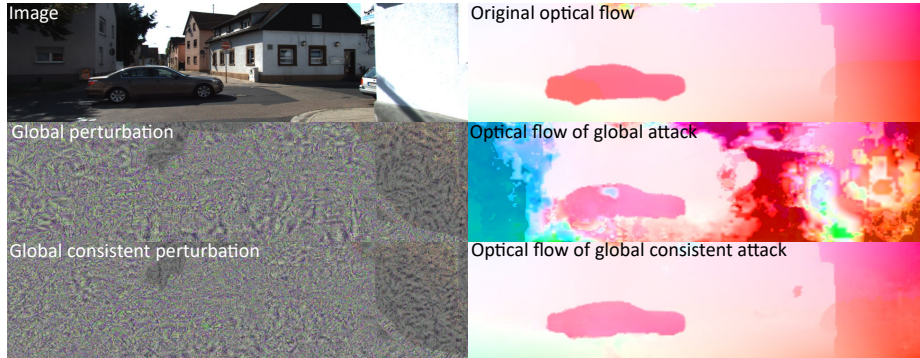 Image
Original optical flow
Global perturbation
Optical flow of global attack
Global consistent perturbation
Optical flow of global consistent attack